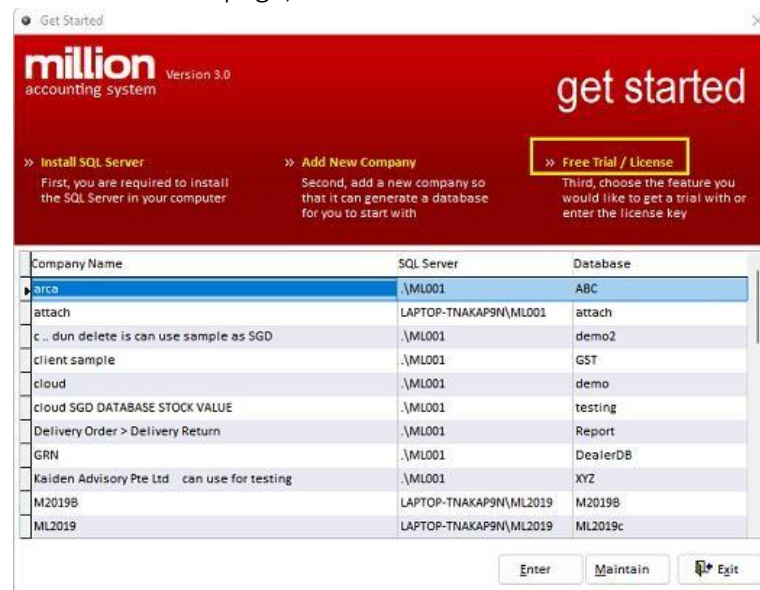 Get Started
million
accounting system
Version 3.0
get started
» Install SQL Server
First, you are required to install
the SQL Server in your computer
» Add New Company
Second, add a new company so
that it can generate a database
for you to start with
» Free Trial / License
Third, choose the feature you
would like to get a trial with or
enter the license key
Company Name SQL Server Database
arca .\ML001 ABC
attach LAPTOP-TNAKAP9N\ML001 attach
c .. dun delete is can use sample as SGD .\ML001 demo2
client sample .\ML001 GST
cloud .\ML001 demo
cloud SGD DATABASE STOCK VALUE .\ML001 testing
Delivery Order > Delivery Return .\ML001 Report
GRN .\ML001 DealerDB
Kaiden Advisory Pte Ltd can use for testing .\ML001 XYZ
M2019B LAPTOP-TNAKAP9N\ML2019 M2019B
ML2019 LAPTOP-TNAKAP9N\ML2019 ML2019c
Enter Maintain Exit